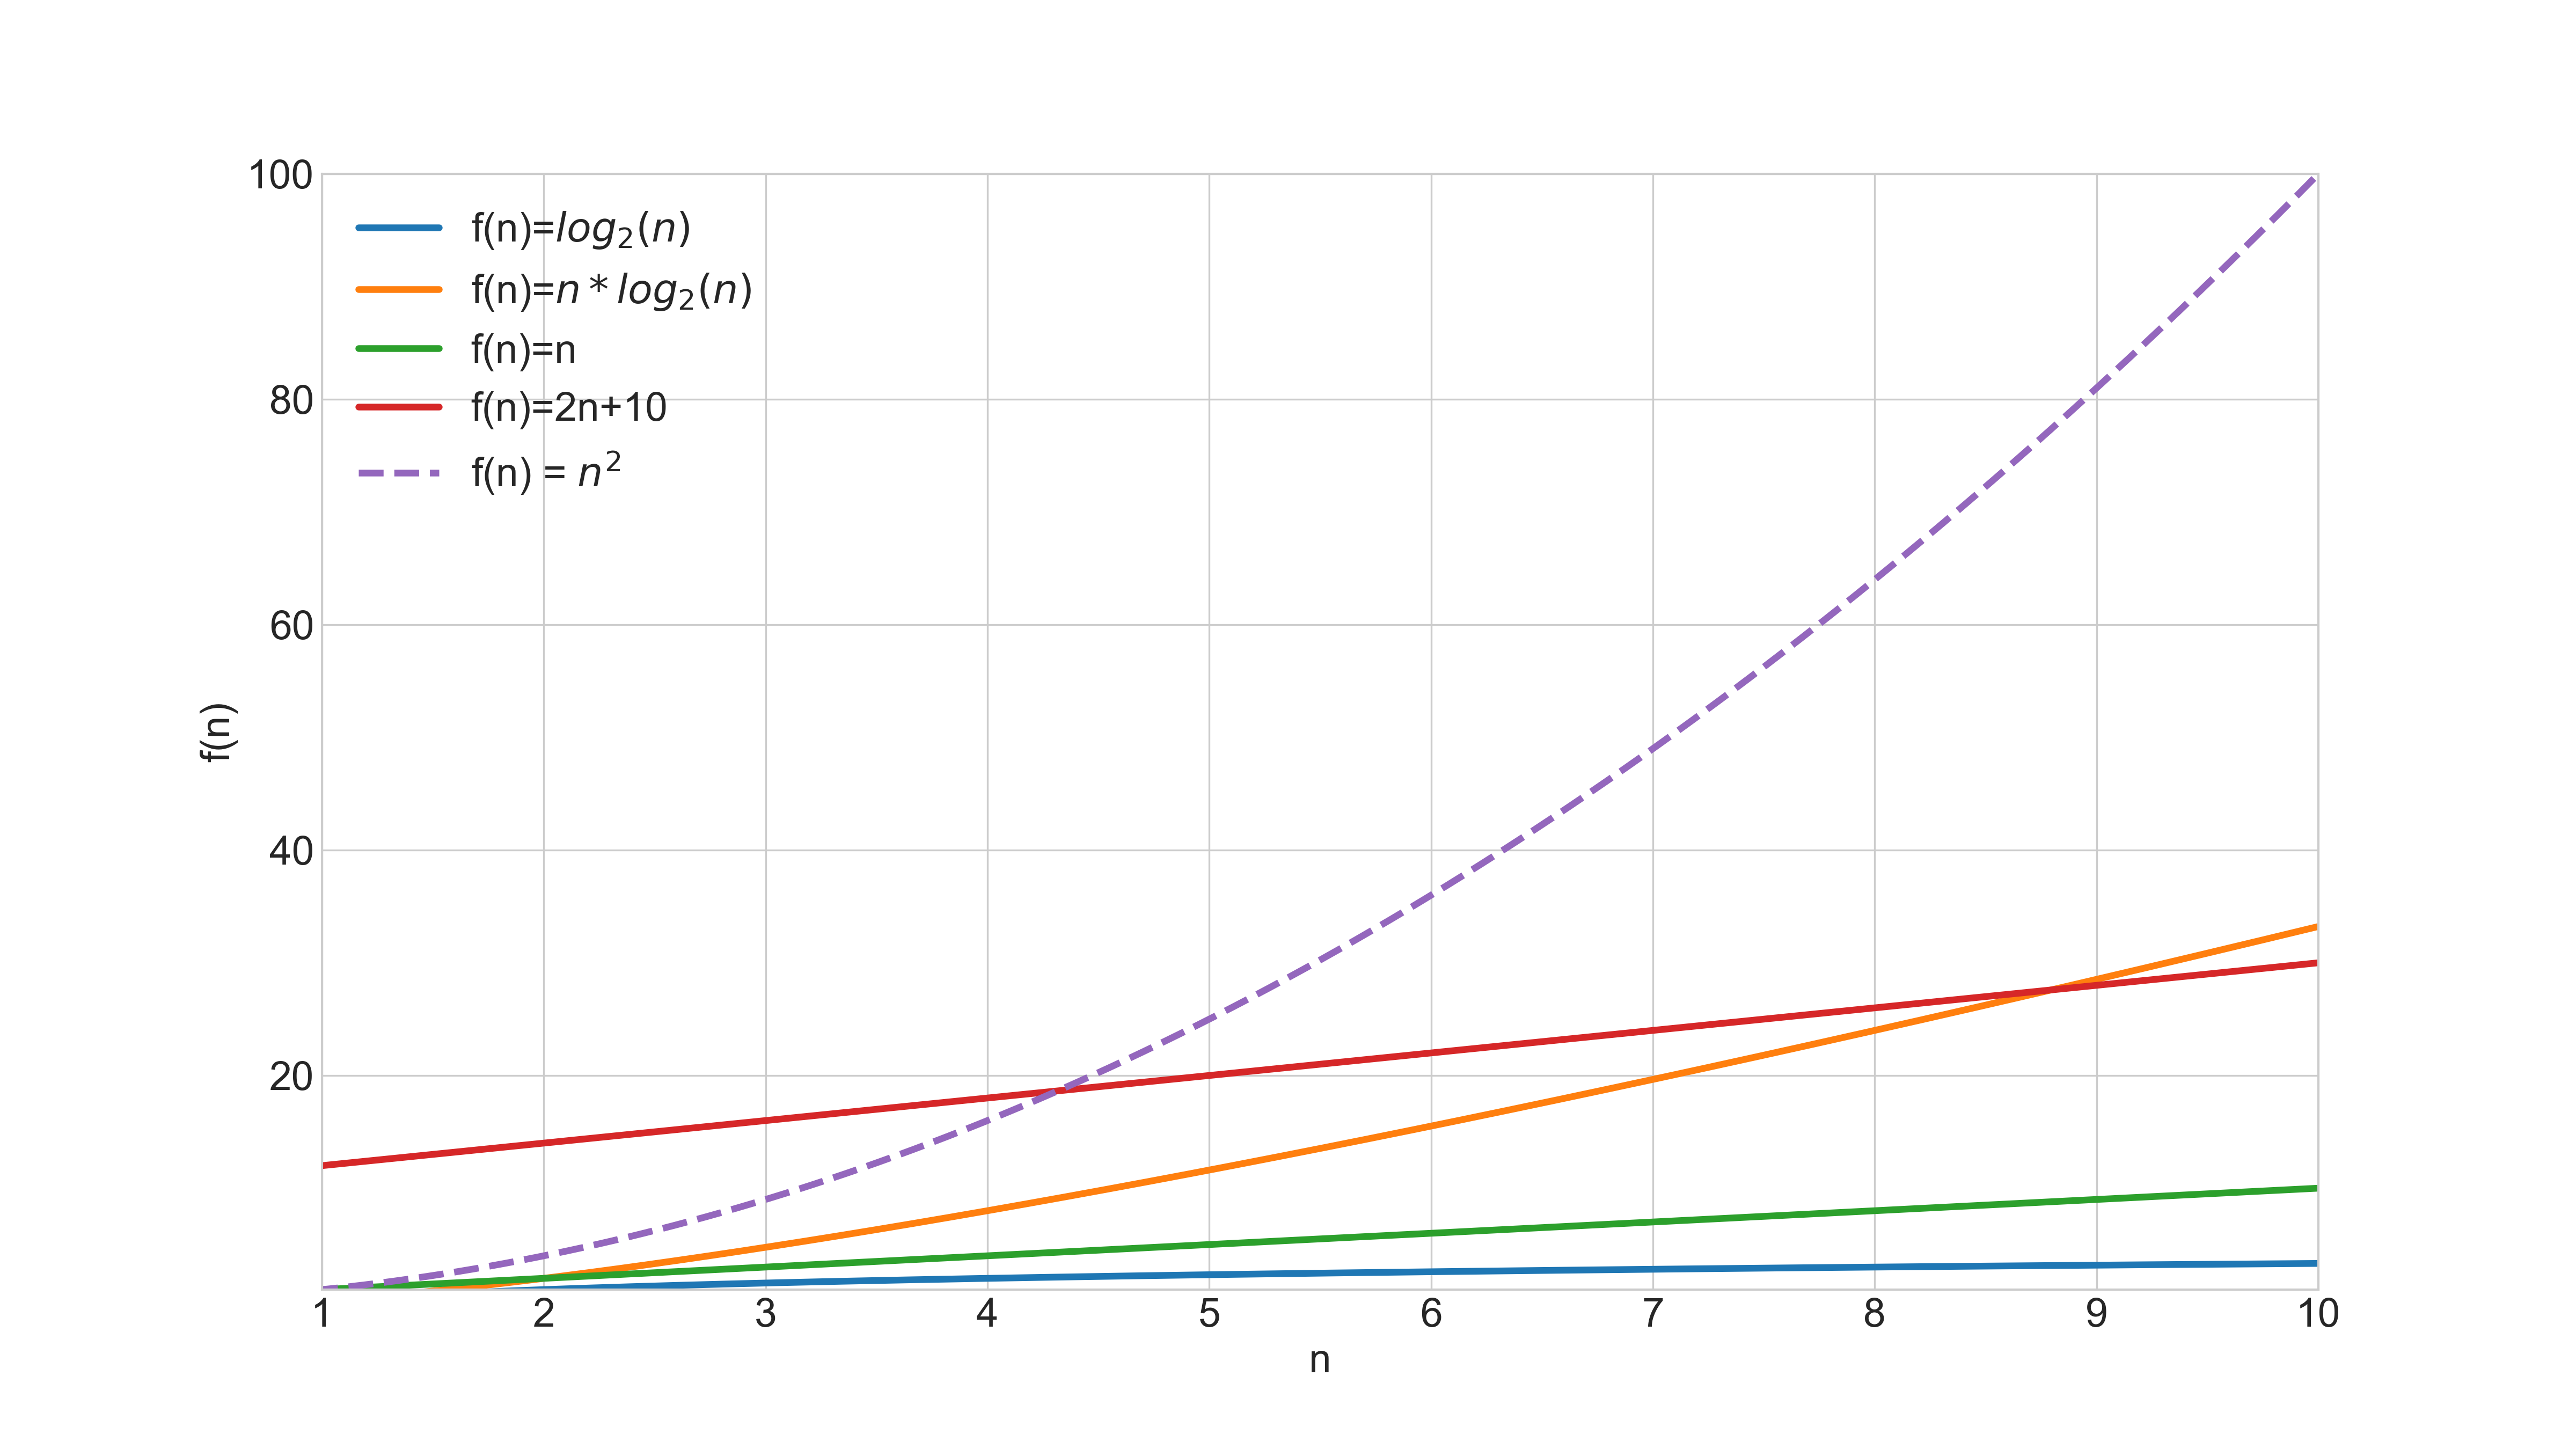 100
80
60
40
20
f(n)
f(n)=log₂(n)
f(n)=n * log₂(n)
f(n)=n
f(n)=2n+10
f(n) = n²
1 2 3 4 5 6 7 8 9 10
n